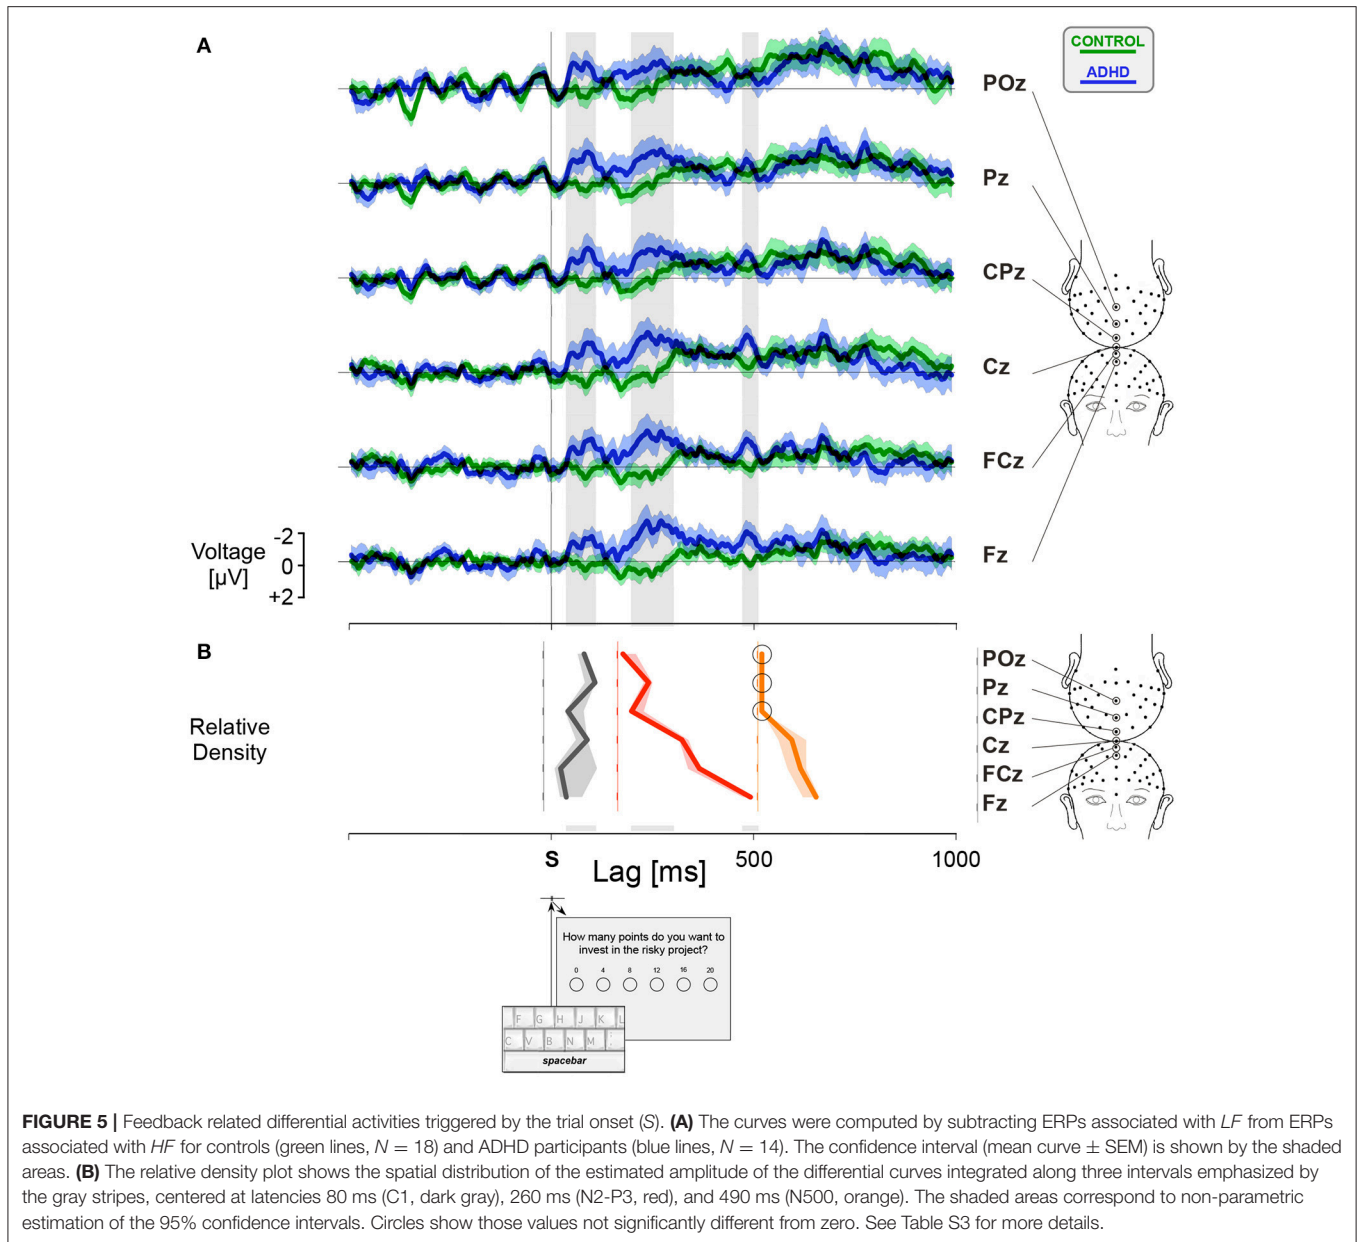 A
CONTROL
ADHD
POz
Pz
CPz
Cz
FCz
Fz
Voltage
[µV]
-2
0
+2
B
Relative
Density
POz
Pz
CPz
Cz
FCz
Fz
S
500
1000
Lag [ms]
How many points do you want to
invest in the risky project?
0 4 8 12 16 20
F G H J K L
C V B N M
spacebar
FIGURE 5 | Feedback related differential activities triggered by the trial onset (S). (A) The curves were computed by subtracting ERPs associated with LF from ERPs
associated with HF for controls (green lines, N = 18) and ADHD participants (blue lines, N = 14). The confidence interval (mean curve ± SEM) is shown by the shaded
areas. (B) The relative density plot shows the spatial distribution of the estimated amplitude of the differential curves integrated along three intervals emphasized by
the gray stripes, centered at latencies 80 ms (C1, dark gray), 260 ms (N2-P3, red), and 490 ms (N500, orange). The shaded areas correspond to non-parametric
estimation of the 95% confidence intervals. Circles show those values not significantly different from zero. See Table S3 for more details.